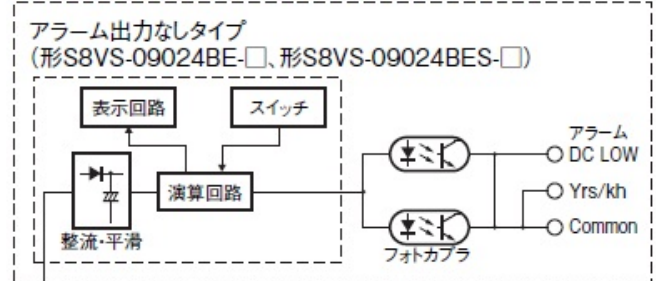 アラーム出力なしタイプ
(形S8VS-09024BE-□、形S8VS-09024BES-□)
表示回路
スイッチ
演算回路
整流・平滑
フォトカプラ
アラーム
DC LOW
Yrs/kh
Common